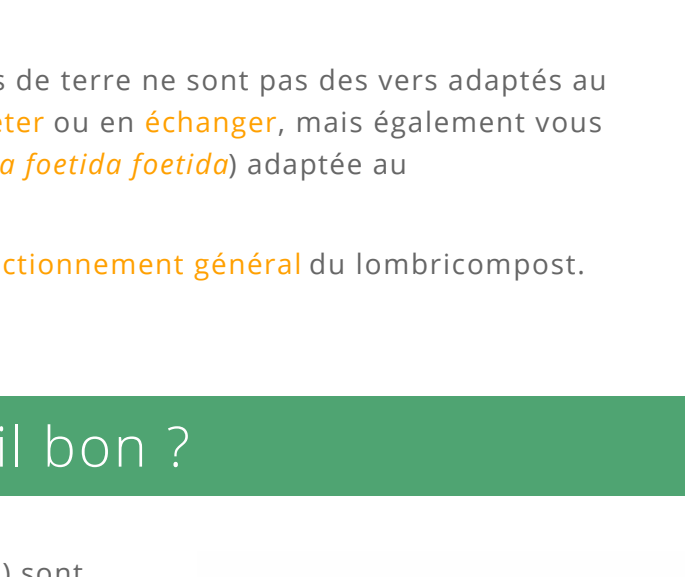 s de terre ne sont pas des vers adaptés au
eter ou en échanger, mais également vous
a foetida foetida) adaptée au
ctionnement général du lombricompost.
il bon ?
) sont